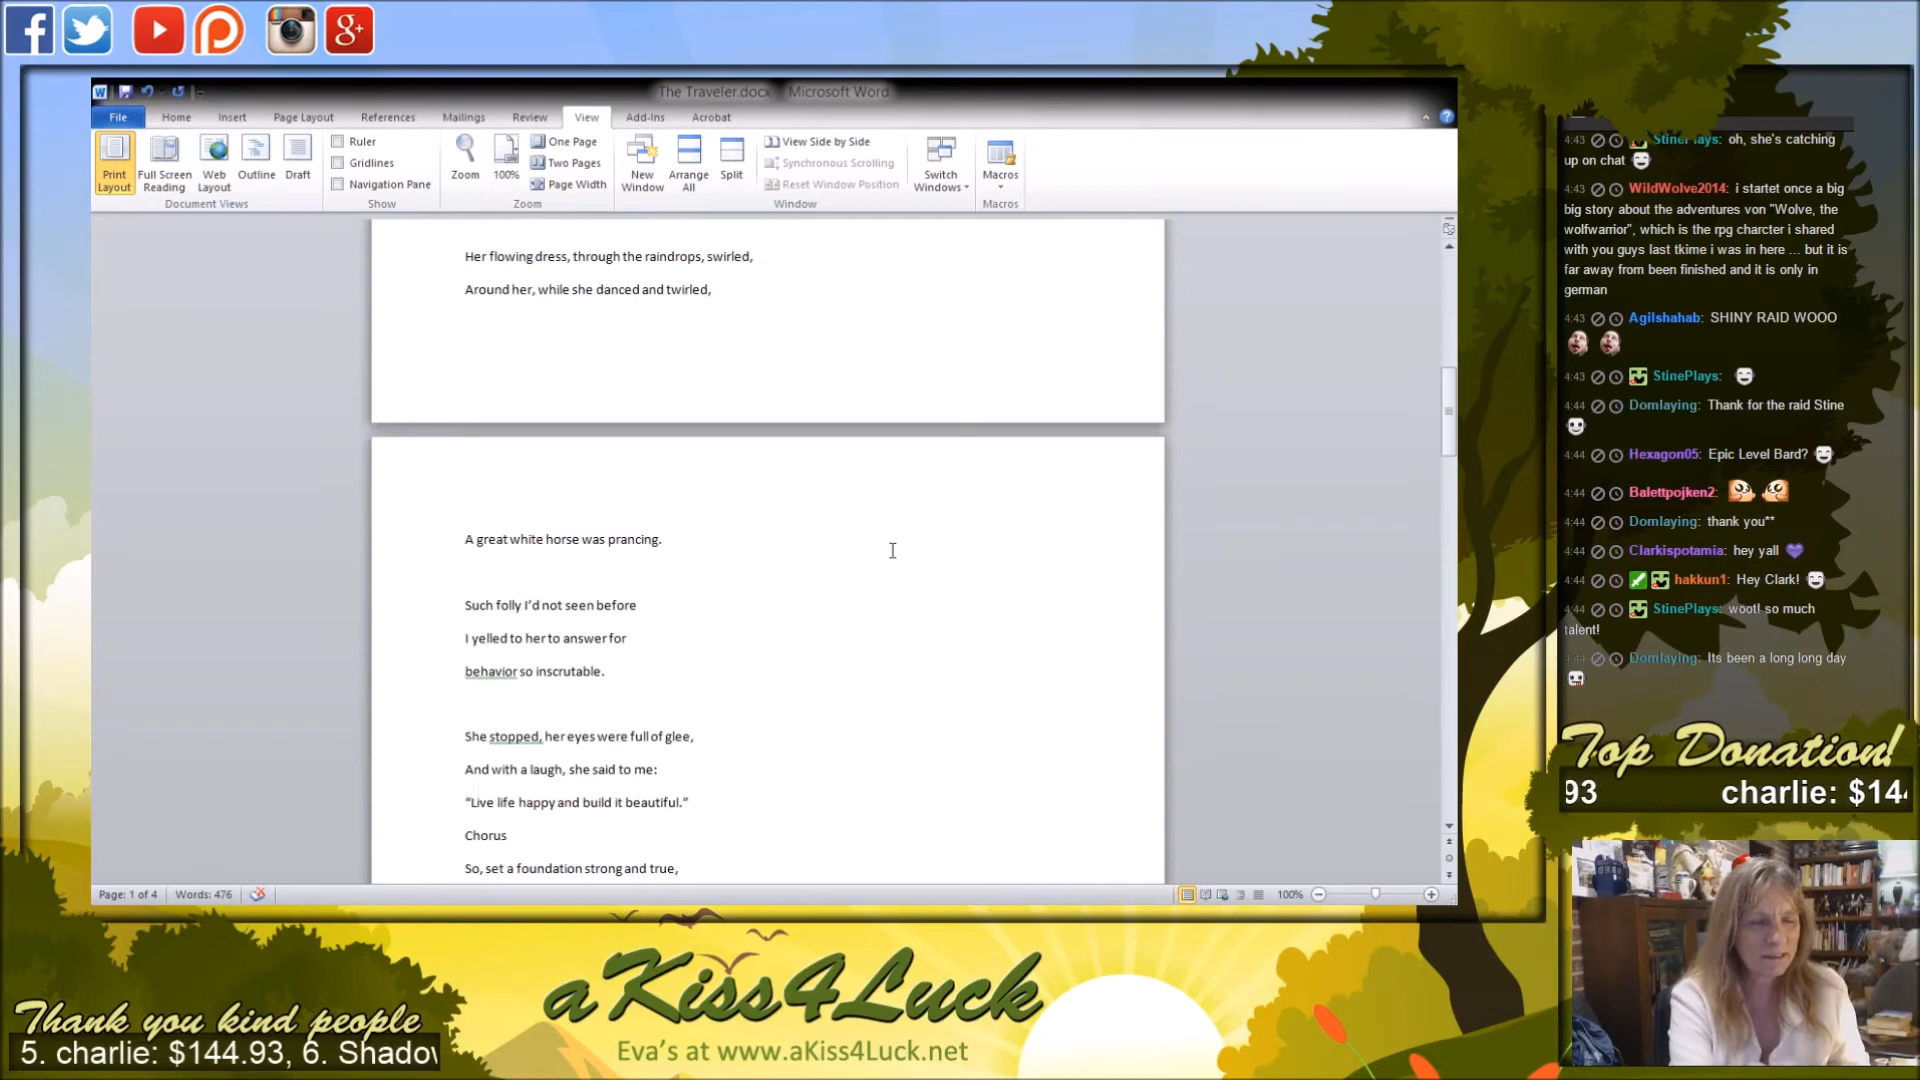 The Traveler.docx - Microsoft Word
File Home Insert Page Layout References Mailings Review View Add-Ins Acrobat
Print Layout
Full Screen Reading
Web Layout
Outline
Draft
Document Views
Ruler
Gridlines
Navigation Pane
Show
Zoom
100%
One Page
Two Pages
Page Width
Zoom
New Window
Arrange All
Split
View Side by Side
Synchronous Scrolling
Reset Window Position
Window
Switch Windows
Macros
Macros
Her flowing dress, through the raindrops, swirled,
Around her, while she danced and twirled,
A great white horse was prancing.
Such folly I'd not seen before
I yelled to her to answer for
behavior so inscrutable.
She stopped, her eyes were full of glee,
And with a laugh, she said to me:
“Live life happy and build it beautiful.”
Chorus
So, set a foundation strong and true,
Page: 1 of 4 Words: 476
100%
4:43 StinePlays: oh, she's catching
up on chat
4:43 WildWolve2014: i startet once a big
big story about the adventures von "Wolve, the
wolfwarrior", which is the rpg charcter i shared
with you guys last tkime i was in here ... but it is
far away from been finished and it is only in
german
4:43 Agilshahab: SHINY RAID WOOO
4:43 StinePlays:
4:44 Domlaying: Thank for the raid Stine
4:44 Hexagon05: Epic Level Bard?
4:44 Balettpojken2:
4:44 Domlaying: thank you**
4:44 Clarkispotamia: hey yall
4:44 hakkun1: Hey Clark!
4:44 StinePlays: woot! so much
talent!
4:44 Domlaying: Its been a long long day
Top Donation!
93 charlie: $14
aKiss4Luck
Eva's at www.aKiss4Luck.net
Thank you kind people
5. charlie: $144.93, 6. Shado